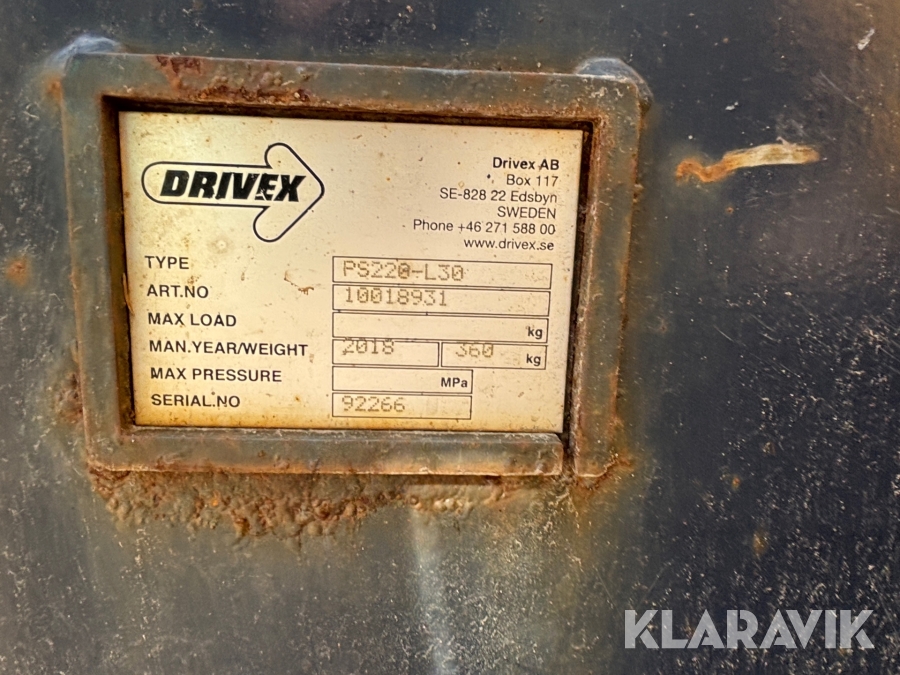 DRIVEX
Drivex AB
Box 117
SE-828 22 Edsbyn
SWEDEN
Phone +46 271 588 00
www.drivex.se
TYPE PS220-L30
ART.NO 10018931
MAX LOAD kg
MAN.YEAR/WEIGHT 2018 360 kg
MAX PRESSURE MPa
SERIAL.NO 92266
KLARAVIK